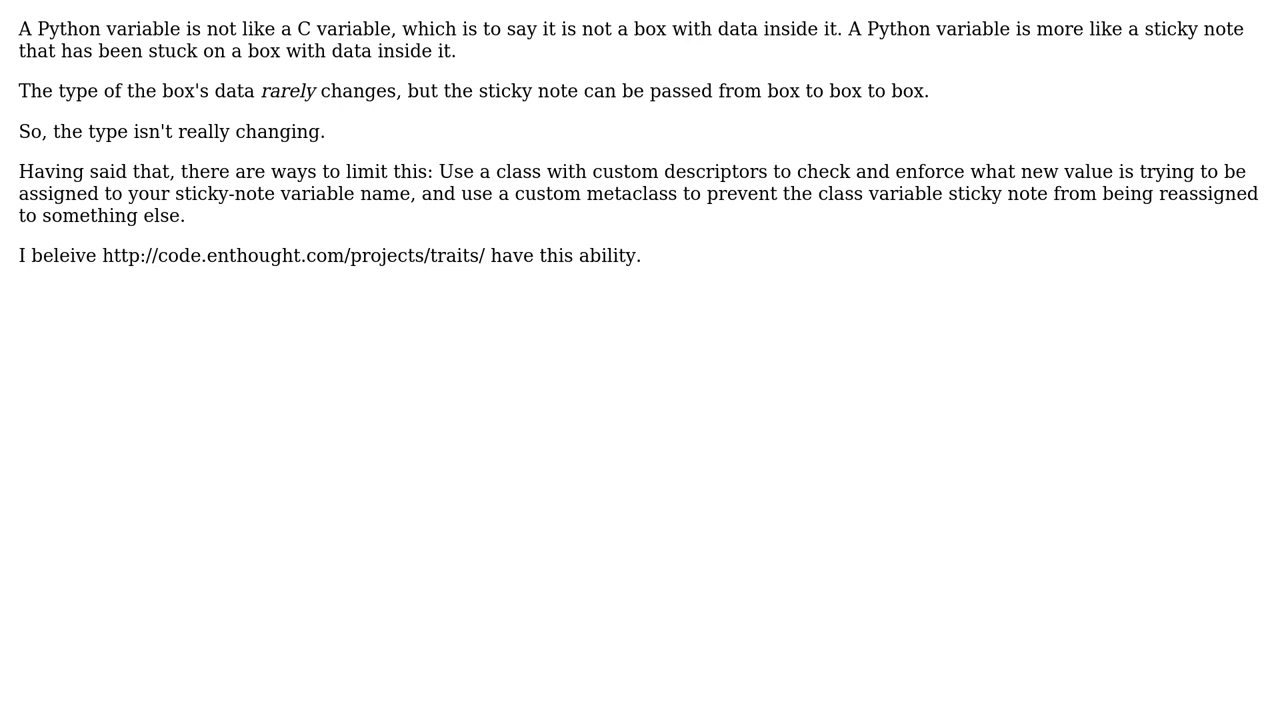 A Python variable is not like a C variable, which is to say it is not a box with data inside it. A Python variable is more like a sticky note
that has been stuck on a box with data inside it.
The type of the box's data rarely changes, but the sticky note can be passed from box to box to box.
So, the type isn't really changing.
Having said that, there are ways to limit this: Use a class with custom descriptors to check and enforce what new value is trying to be
assigned to your sticky-note variable name, and use a custom metaclass to prevent the class variable sticky note from being reassigned
to something else.
I beleive http://code.enthought.com/projects/traits/ have this ability.